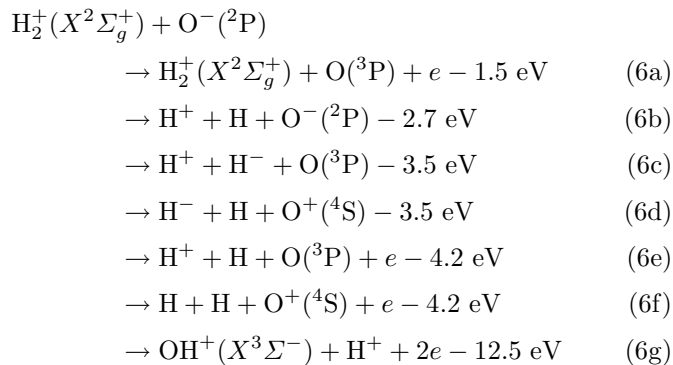 H₂⁺(X²Σg⁺) + O⁻(²P)
→ H₂⁺(X²Σg⁺) + O(³P) + e − 1.5 eV (6a)
→ H⁺ + H + O⁻(²P) − 2.7 eV (6b)
→ H⁺ + H⁻ + O(³P) − 3.5 eV (6c)
→ H⁻ + H + O⁺(⁴S) − 3.5 eV (6d)
→ H⁺ + H + O(³P) + e − 4.2 eV (6e)
→ H + H + O⁺(⁴S) + e − 4.2 eV (6f)
→ OH⁺(X³Σ⁻) + H⁺ + 2e − 12.5 eV (6g)